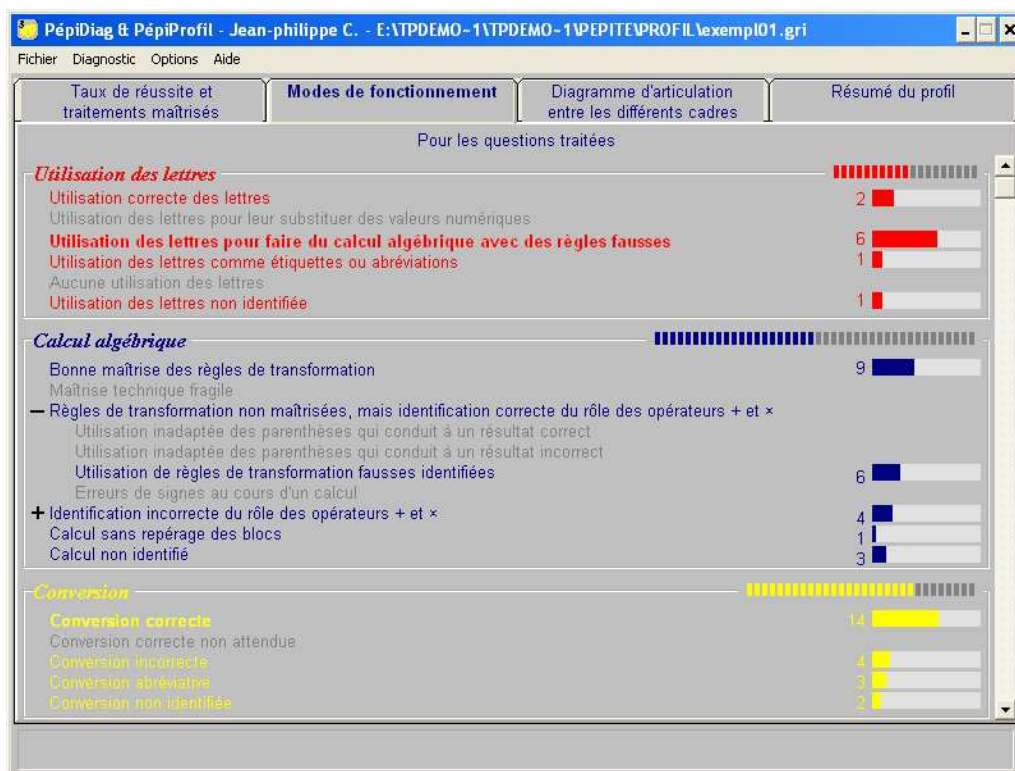 PépiDiag & PépiProfil - Jean-philippe C. - E:\TPDEMO~1\TPDEMO~1\PEPITE\PROFIL\exempl01.gri
Fichier Diagnostic Options Aide
Taux de réussite et traitements maîtrisés
Modes de fonctionnement
Diagramme d'articulation entre les différents cadres
Résumé du profil
Pour les questions traitées
Utilisation des lettres
Utilisation correcte des lettres 2
Utilisation des lettres pour leur substituer des valeurs numériques
Utilisation des lettres pour faire du calcul algébrique avec des règles fausses 6
Utilisation des lettres comme étiquettes ou abréviations 1
Aucune utilisation des lettres
Utilisation des lettres non identifiée 1
Calcul algébrique
Bonne maîtrise des règles de transformation 9
Maîtrise technique fragile
Règles de transformation non maîtrisées, mais identification correcte du rôle des opérateurs + et ×
Utilisation inadaptée des parenthèses qui conduit à un résultat correct
Utilisation inadaptée des parenthèses qui conduit à un résultat incorrect
Utilisation de règles de transformation fausses identifiées 6
Erreurs de signes au cours d'un calcul
Identification incorrecte du rôle des opérateurs + et × 4
Calcul sans repérage des blocs 1
Calcul non identifié 3
Conversion
Conversion correcte 14
Conversion correcte non attendue
Conversion incorrecte 4
Conversion abréviative 3
Conversion non identifiée 2